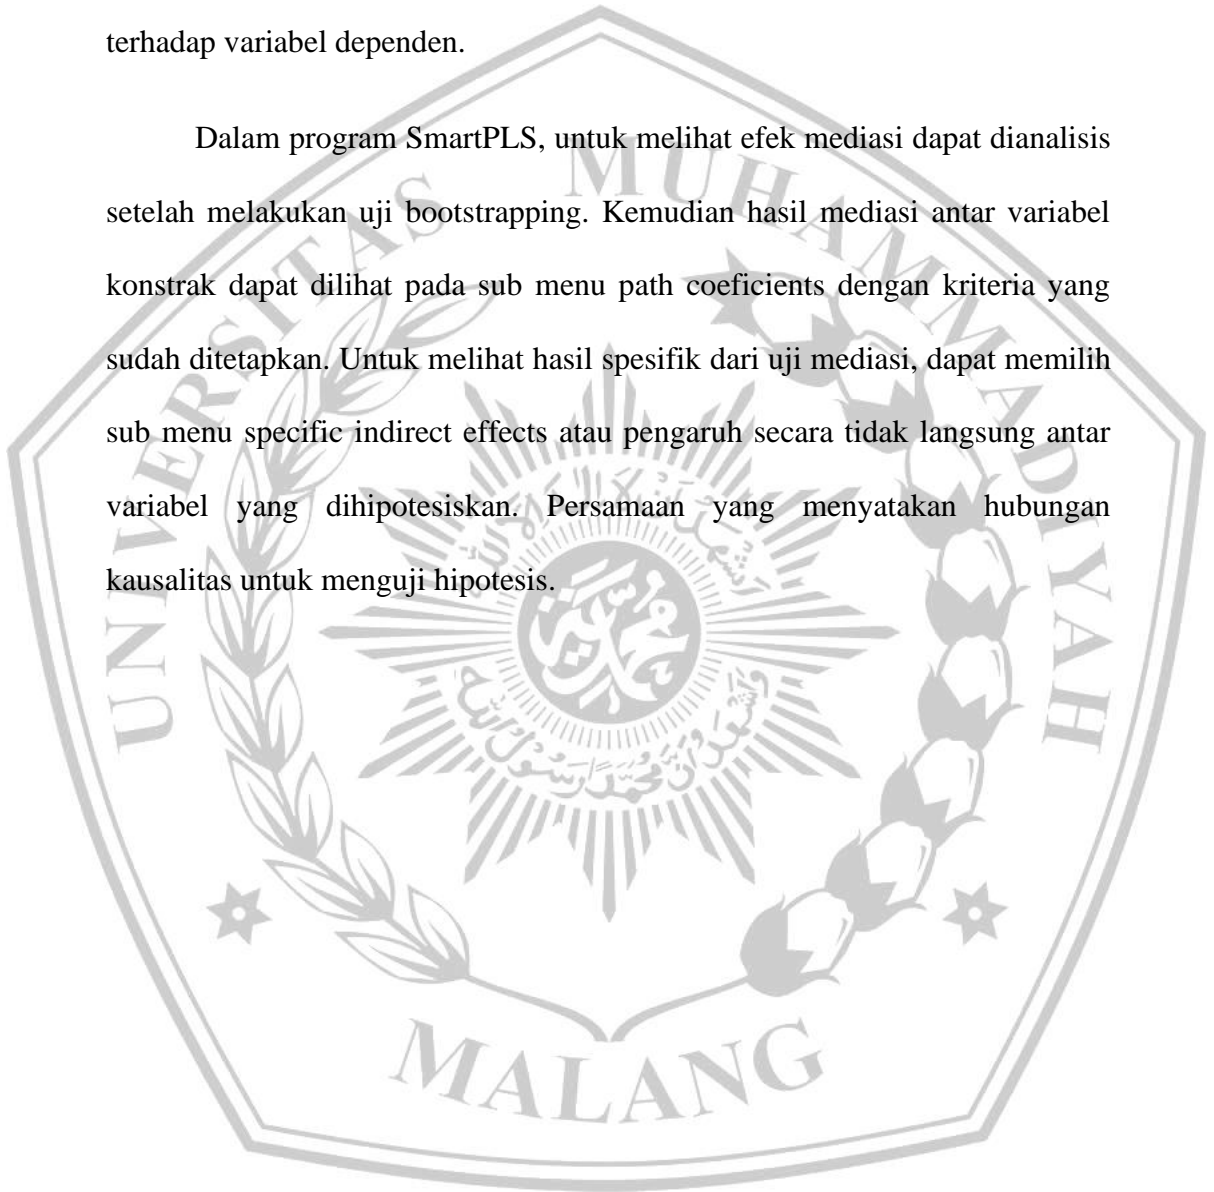 terhadap variabel dependen.
Dalam program SmartPLS, untuk melihat efek mediasi dapat dianalisis
setelah melakukan uji bootstrapping. Kemudian hasil mediasi antar variabel
konstrak dapat dilihat pada sub menu path coeficients dengan kriteria yang
sudah ditetapkan. Untuk melihat hasil spesifik dari uji mediasi, dapat memilih
sub menu specific indirect effects atau pengaruh secara tidak langsung antar
variabel yang dihipotesiskan. Persamaan yang menyatakan hubungan
kausalitas untuk menguji hipotesis.
UNIVERSITAS MUHAMMADIYAH
MALANG